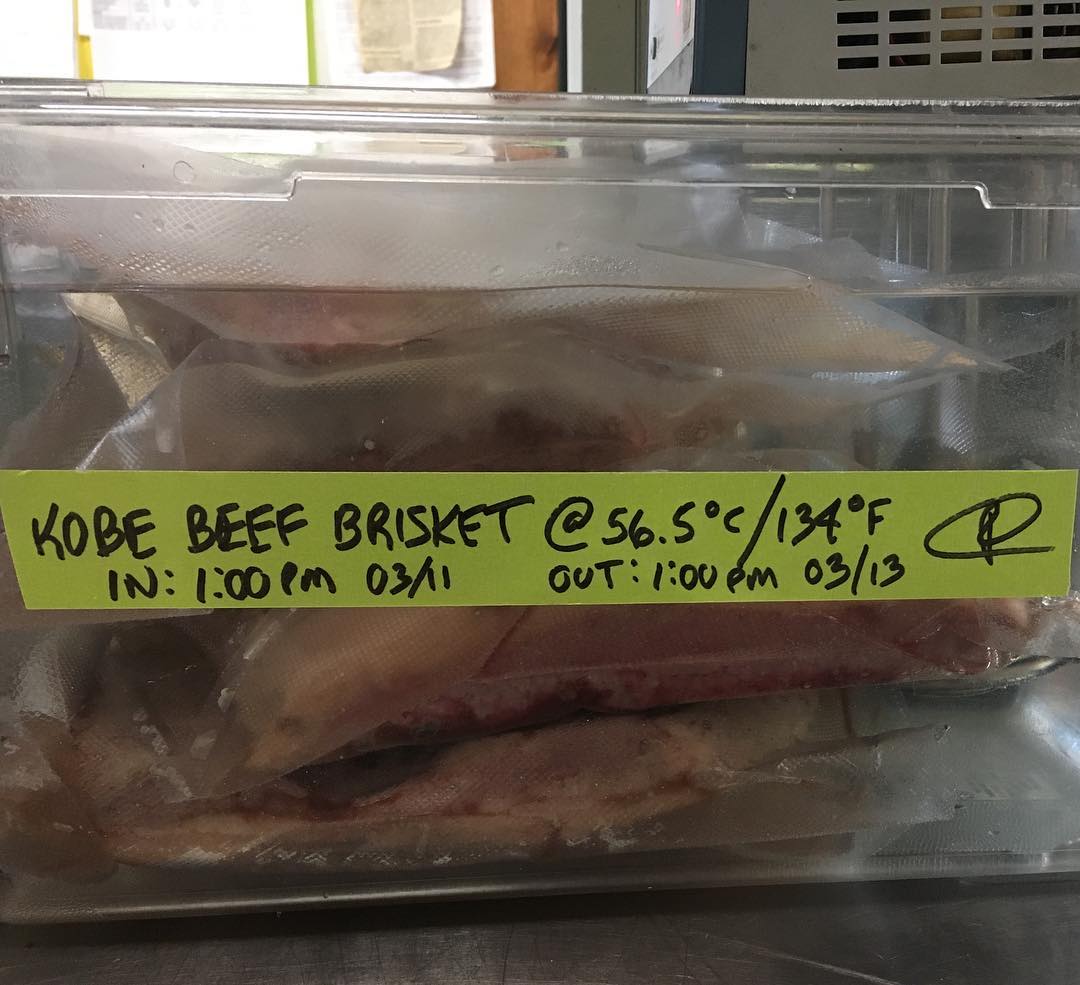 KOBE BEEF BRISKET @ 56.5°C/134°F
IN: 1:00 pm 03/11 OUT: 1:00 pm 03/13